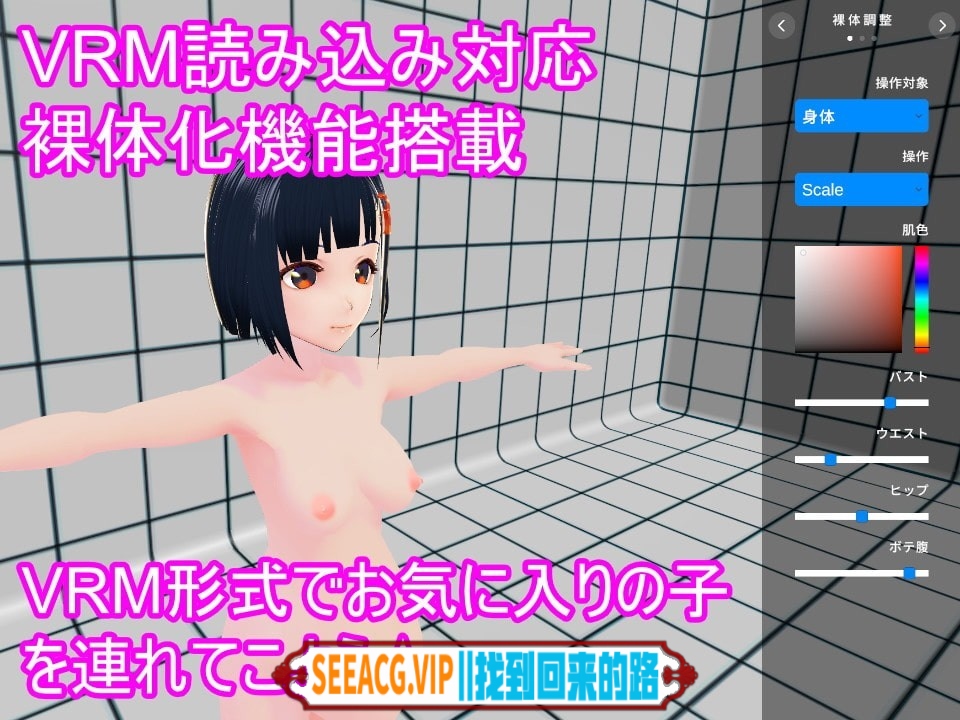 VRM読み込み対応
裸体化機能搭載
裸体調整
操作対象
身体
操作
Scale
肌色
バスト
ウエスト
ヒップ
ボテ腹
VRM形式でお気に入りの子
を連れてこ
SEEACG.VIP||找到回来的路